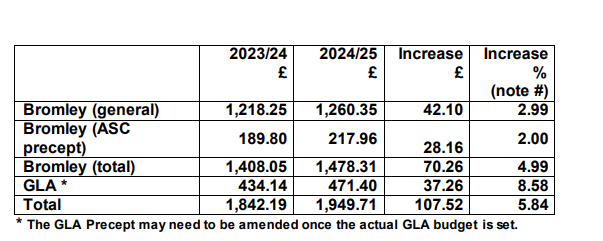 2023/24 2024/25 Increase Increase
£ £ £ %
(note #)
Bromley (general) 1,218.25 1,260.35 42.10 2.99
Bromley (ASC
precept) 189.80 217.96 28.16 2.00
Bromley (total) 1,408.05 1,478.31 70.26 4.99
GLA * 434.14 471.40 37.26 8.58
Total 1,842.19 1,949.71 107.52 5.84
* The GLA Precept may need to be amended once the actual GLA budget is set.